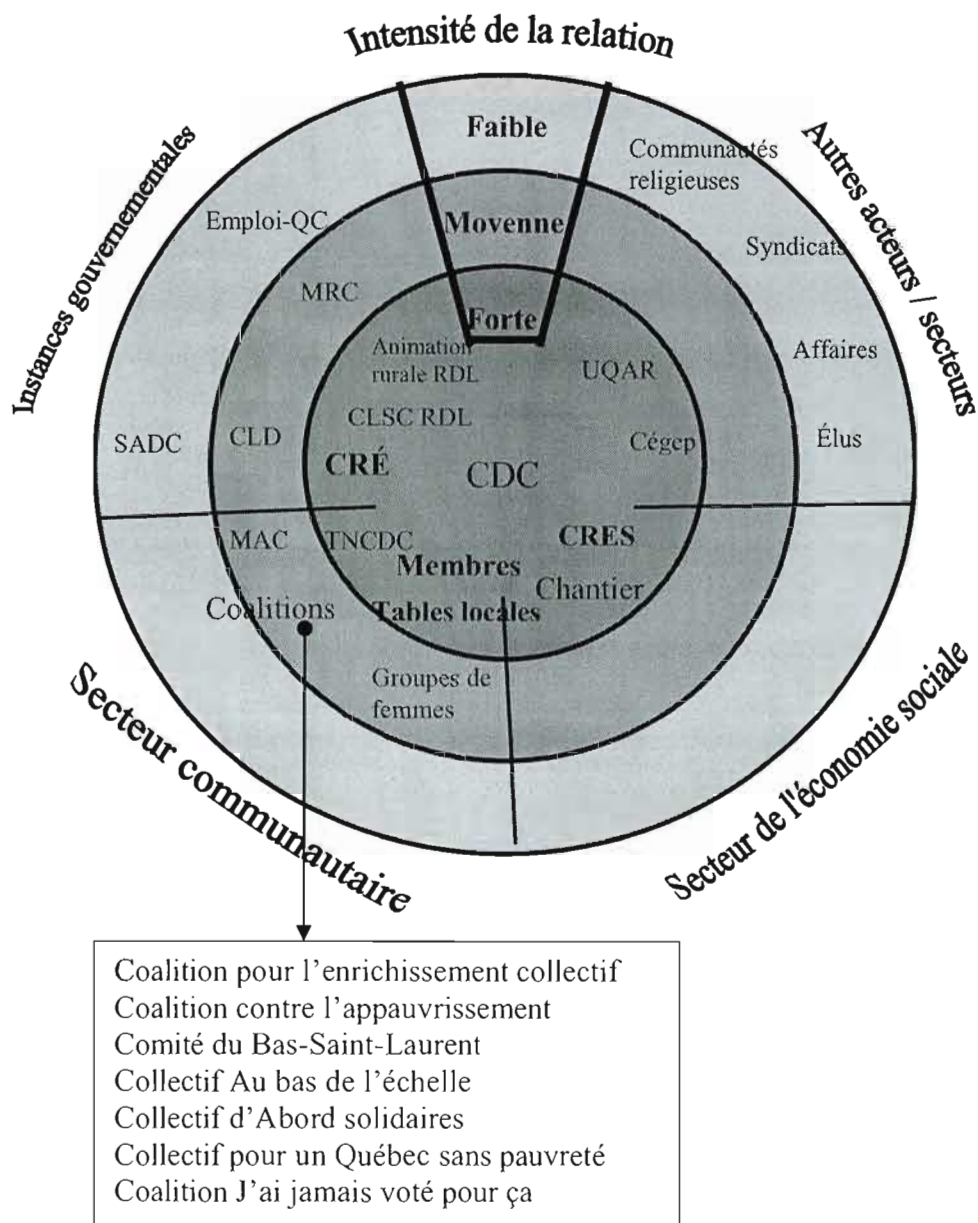 Intensité de la relation
Instances gouvernementales
Autres acteurs / secteurs
Faible
Movenne
Forte
Communautés
religieuses
Syndicats
Affaires
Élus
Emploi-QC
MRC
SADC
CLD
Animation
rurale RDL
CLSC RDL
CRÉ
UQAR
Cégep
CDC
MAC
TNCDC
CRES
Membres
Chantier
Coalitions
Tables locales
Groupes de
femmes
Secteur communautaire
Secteur de l'économie sociale
Coalition pour l'enrichissement collectif
Coalition contre l'appauvrissement
Comité du Bas-Saint-Laurent
Collectif Au bas de l'échelle
Collectif d'Abord solidaires
Collectif pour un Québec sans pauvreté
Coalition J'ai jamais voté pour ça